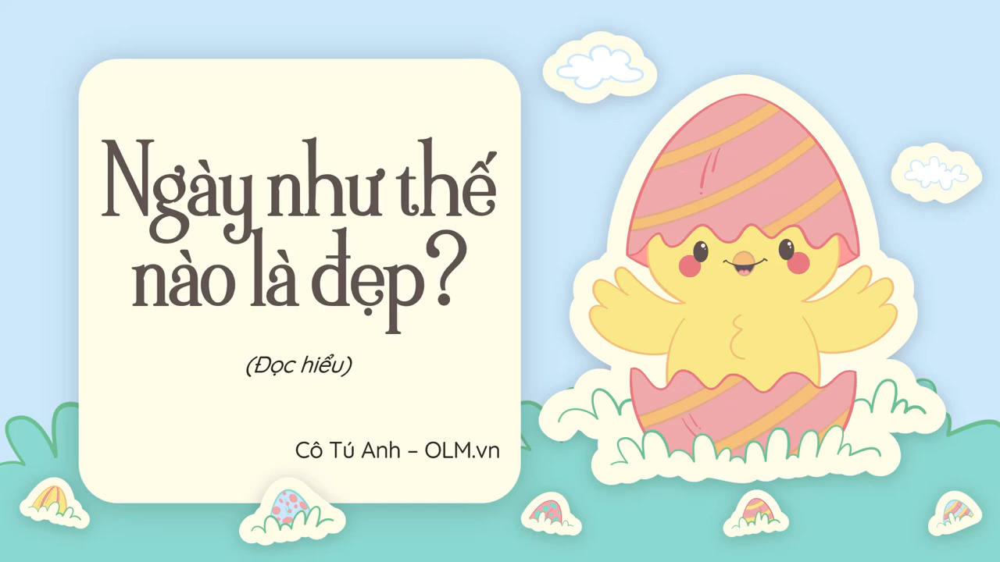 Ngày như thế
nào là đẹp?
(Đọc hiểu)
Cô Tú Anh – OLM.vn